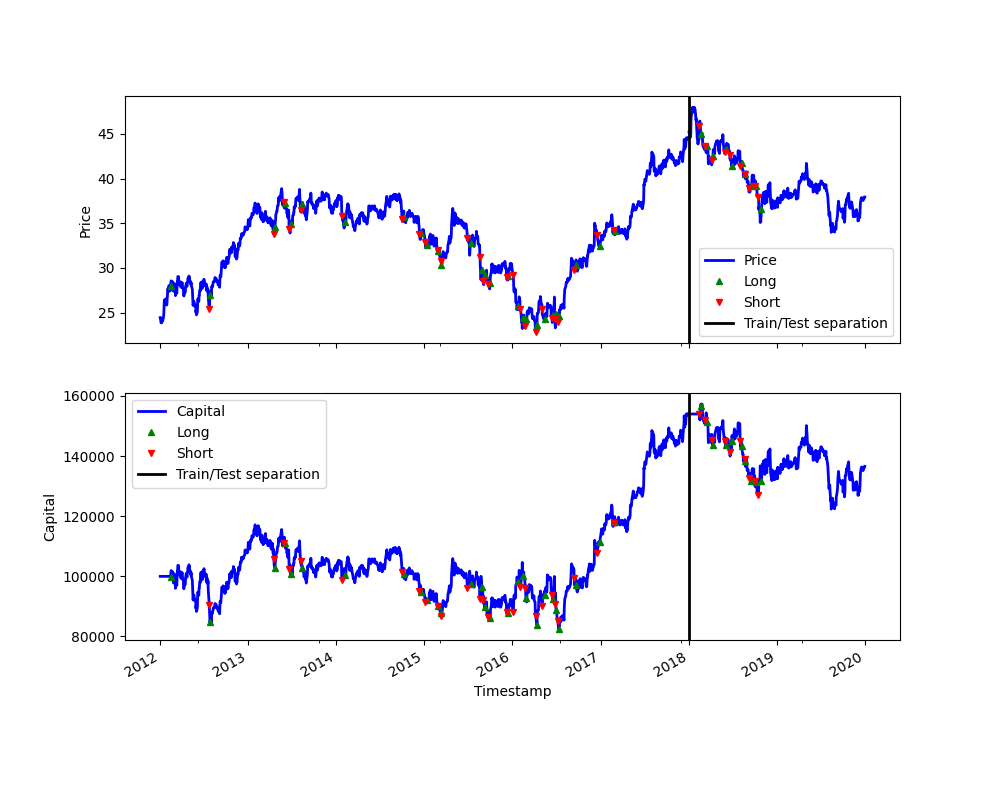 45
40
35
30
25
Price
Price
Long
Short
Train/Test separation
160000
140000
120000
100000
80000
Capital
Capital
Long
Short
Train/Test separation
2012 2013 2014 2015 2016 2017 2018 2019 2020
Timestamp